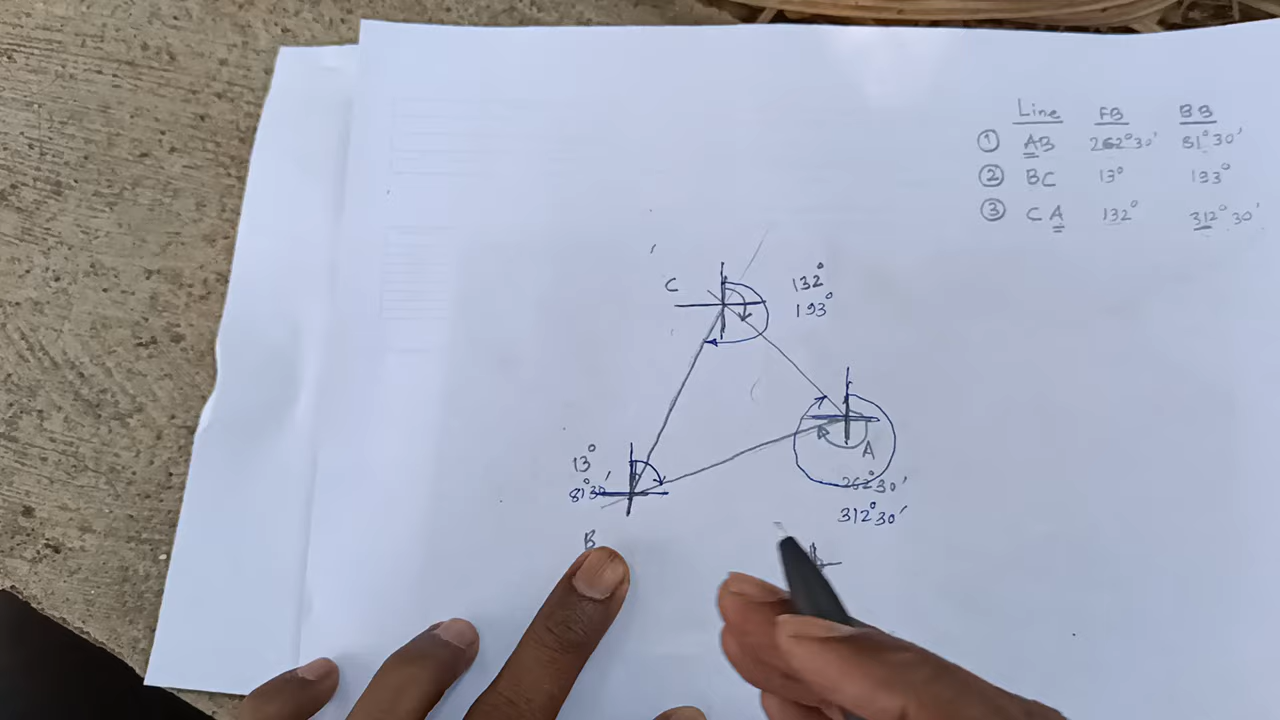 Line FB BB
① AB 262°30' 81°30'
② BC 13° 193°
③ CA 132° 312°30'
C 132°
193°
A
13°
81°30'
262°30'
312°30'
B